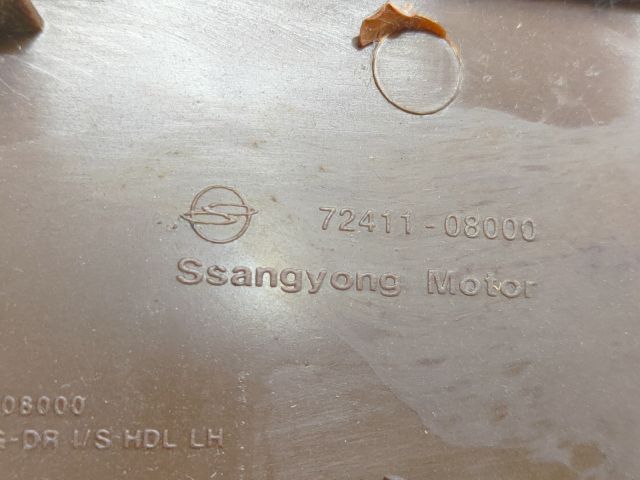 72411-08000
Ssangyong Motor
08000
G-DR I/S HDL LH